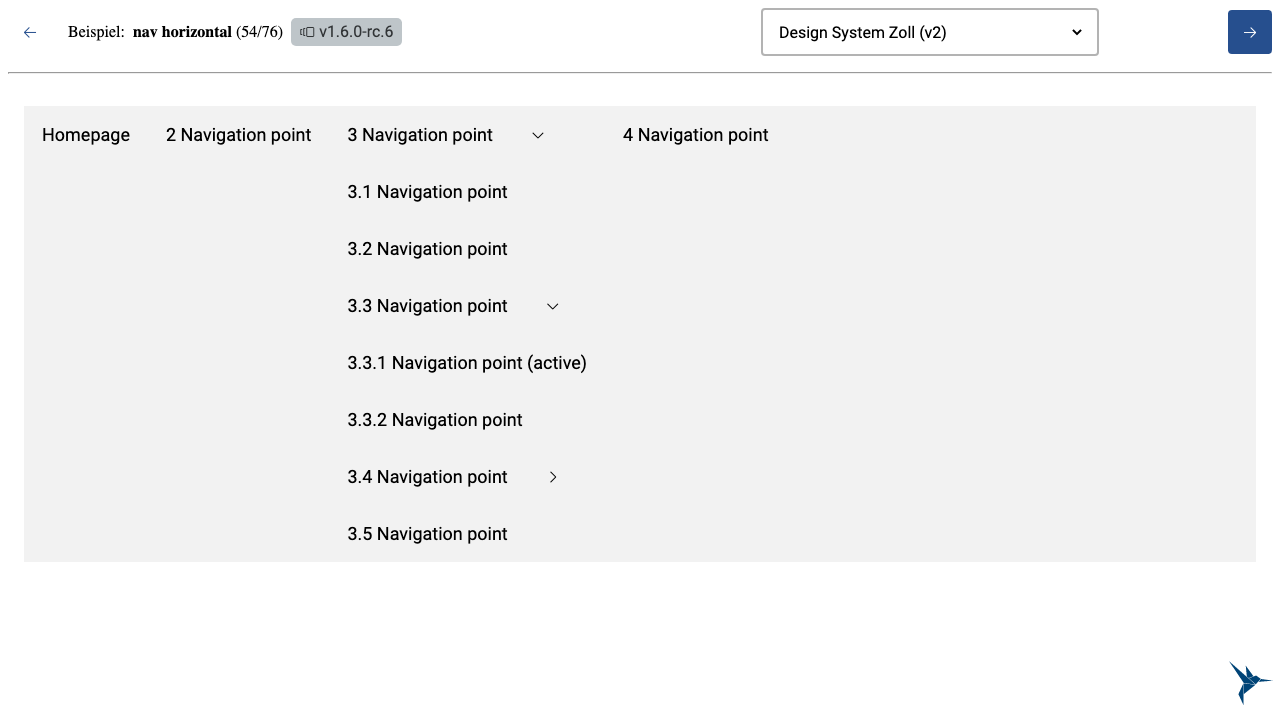 Beispiel: nav horizontal (54/76) v1.6.0-rc.6 Design System Zoll (v2)
Homepage 2 Navigation point 3 Navigation point 4 Navigation point
3.1 Navigation point
3.2 Navigation point
3.3 Navigation point
3.3.1 Navigation point (active)
3.3.2 Navigation point
3.4 Navigation point
3.5 Navigation point